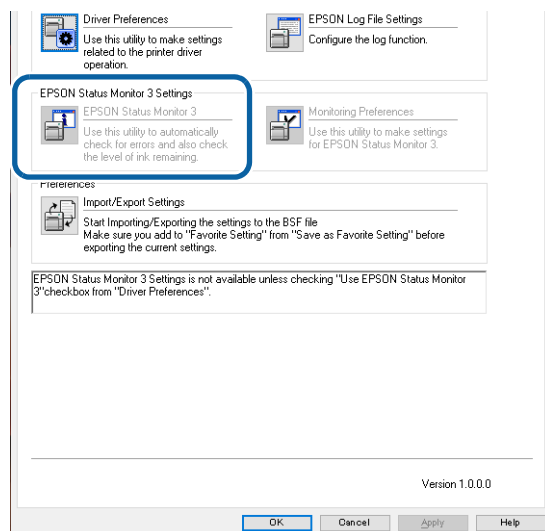 Driver Preferences
Use this utility to make settings
related to the printer driver
operation.
EPSON Log File Settings
Configure the log function.
EPSON Status Monitor 3 Settings
EPSON Status Monitor 3
Use this utility to automatically
check for errors and also check
the level of ink remaining.
Monitoring Preferences
Use this utility to make settings
for EPSON Status Monitor 3.
Preferences
Import/Export Settings
Start Importing/Exporting the settings to the BSF file
Make sure you add to "Favorite Setting" from "Save as Favorite Setting" before
exporting the current settings.
EPSON Status Monitor 3 Settings is not available unless checking "Use EPSON Status Monitor
3"checkbox from "Driver Preferences".
Version 1.0.0.0
OK Cancel Apply Help